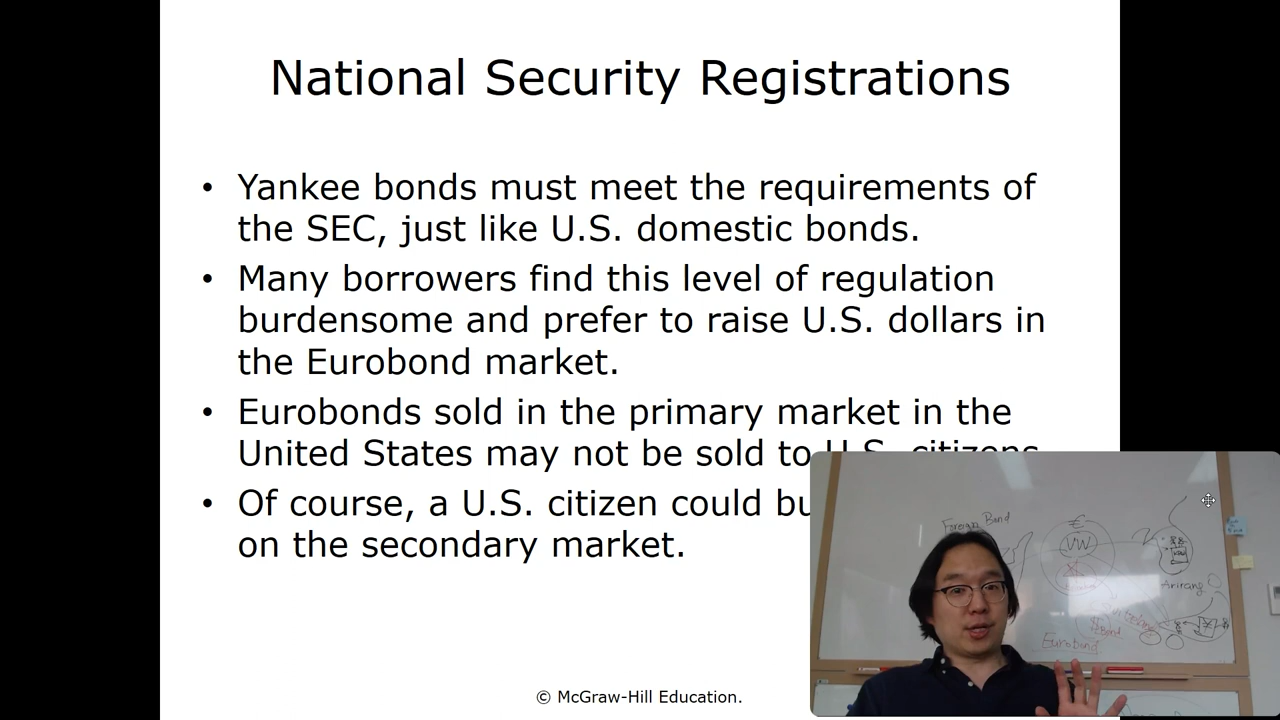 National Security Registrations
• Yankee bonds must meet the requirements of
the SEC, just like U.S. domestic bonds.
• Many borrowers find this level of regulation
burdensome and prefer to raise U.S. dollars in
the Eurobond market.
• Eurobonds sold in the primary market in the
United States may not be sold to U.S. citizens.
• Of course, a U.S. citizen could bu
on the secondary market.
Foreign Bond
€
VW
Arirang
Bond
Eurobond
© McGraw-Hill Education.